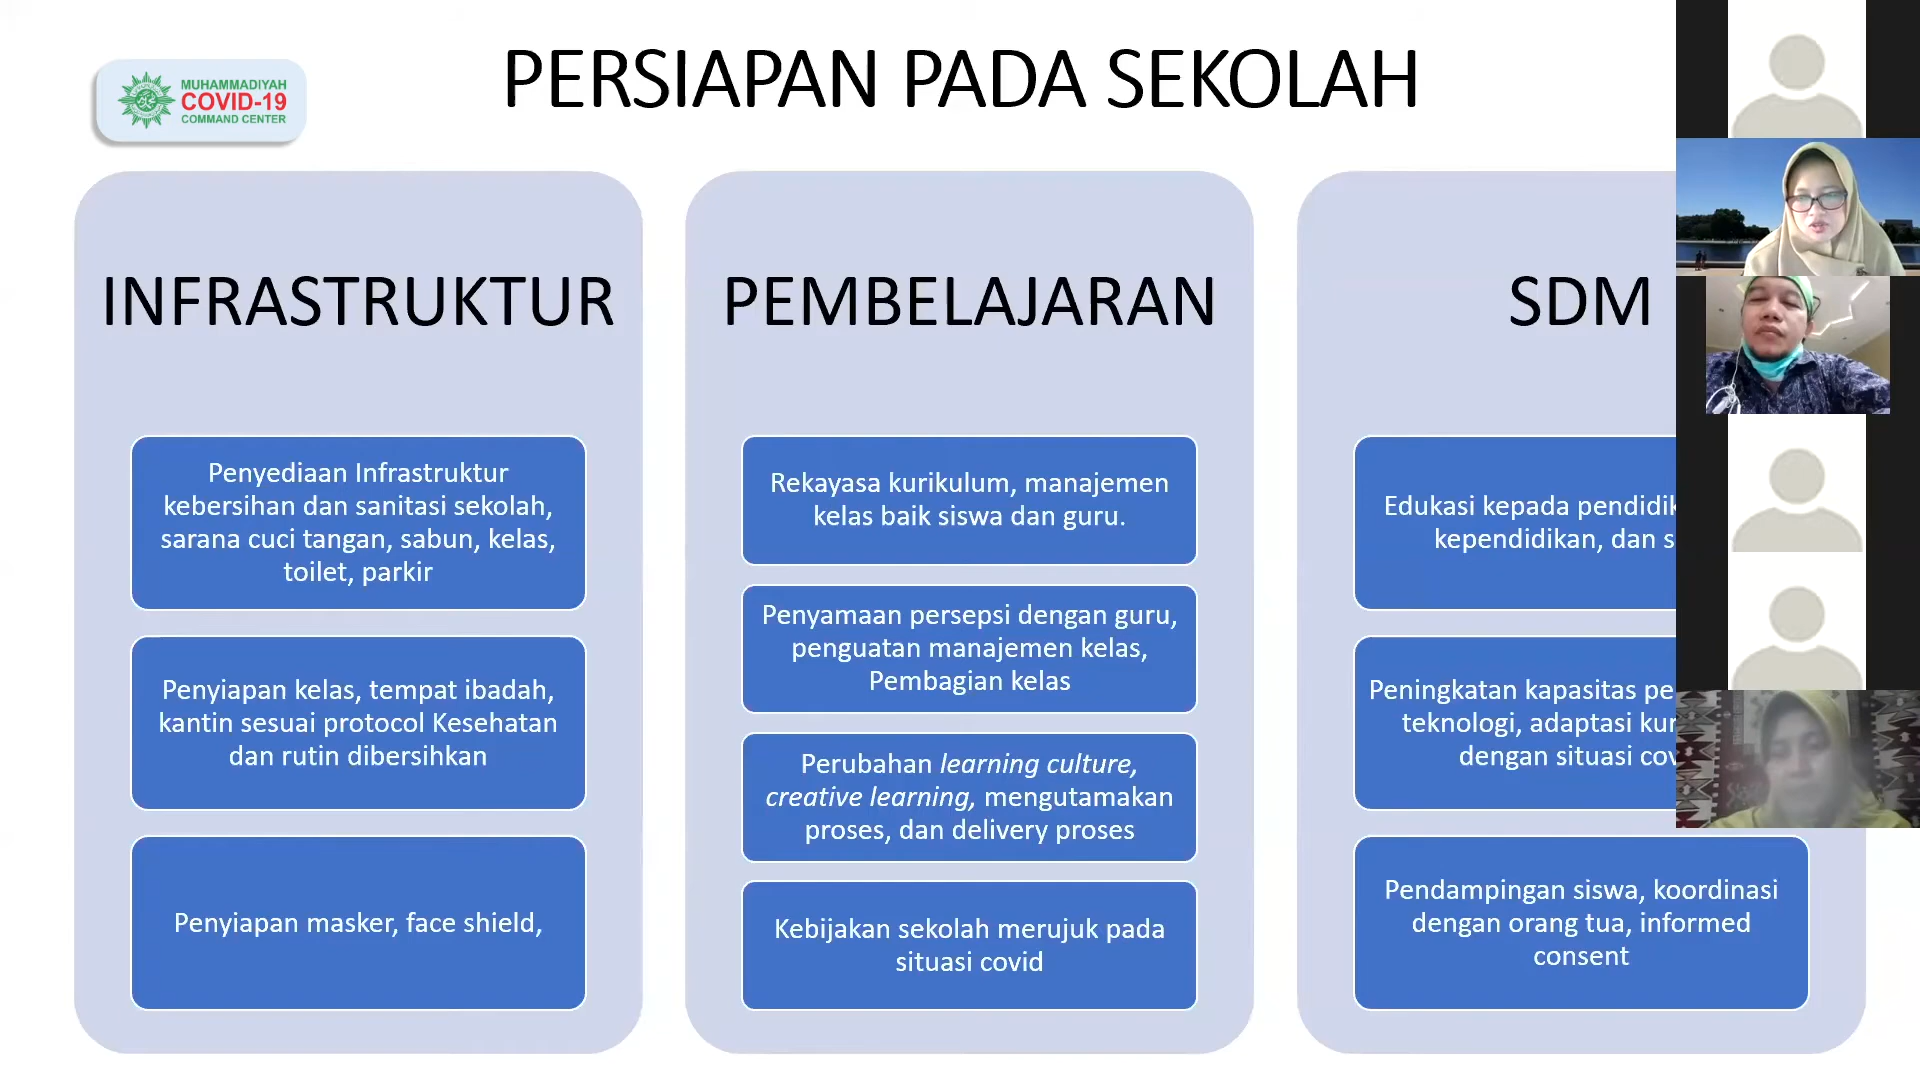 PERSIAPAN PADA SEKOLAH
MUHAMMADIYAH
COVID-19
COMMAND CENTER
INFRASTRUKTUR
Penyediaan Infrastruktur
kebersihan dan sanitasi sekolah,
sarana cuci tangan, sabun, kelas,
toilet, parkir
Penyiapan kelas, tempat ibadah,
kantin sesuai protocol Kesehatan
dan rutin dibersihkan
Penyiapan masker, face shield,
PEMBELAJARAN
Rekayasa kurikulum, manajemen
kelas baik siswa dan guru.
Penyamaan persepsi dengan guru,
penguatan manajemen kelas,
Pembagian kelas
Perubahan learning culture,
creative learning, mengutamakan
proses, dan delivery proses
Kebijakan sekolah merujuk pada
situasi covid
SDM
Edukasi kepada
kependidikan, dan
Peningkatan kapasitas
teknologi, adaptasi
dengan situasi
Pendampingan siswa, koordinasi
dengan orang tua, informed
consent